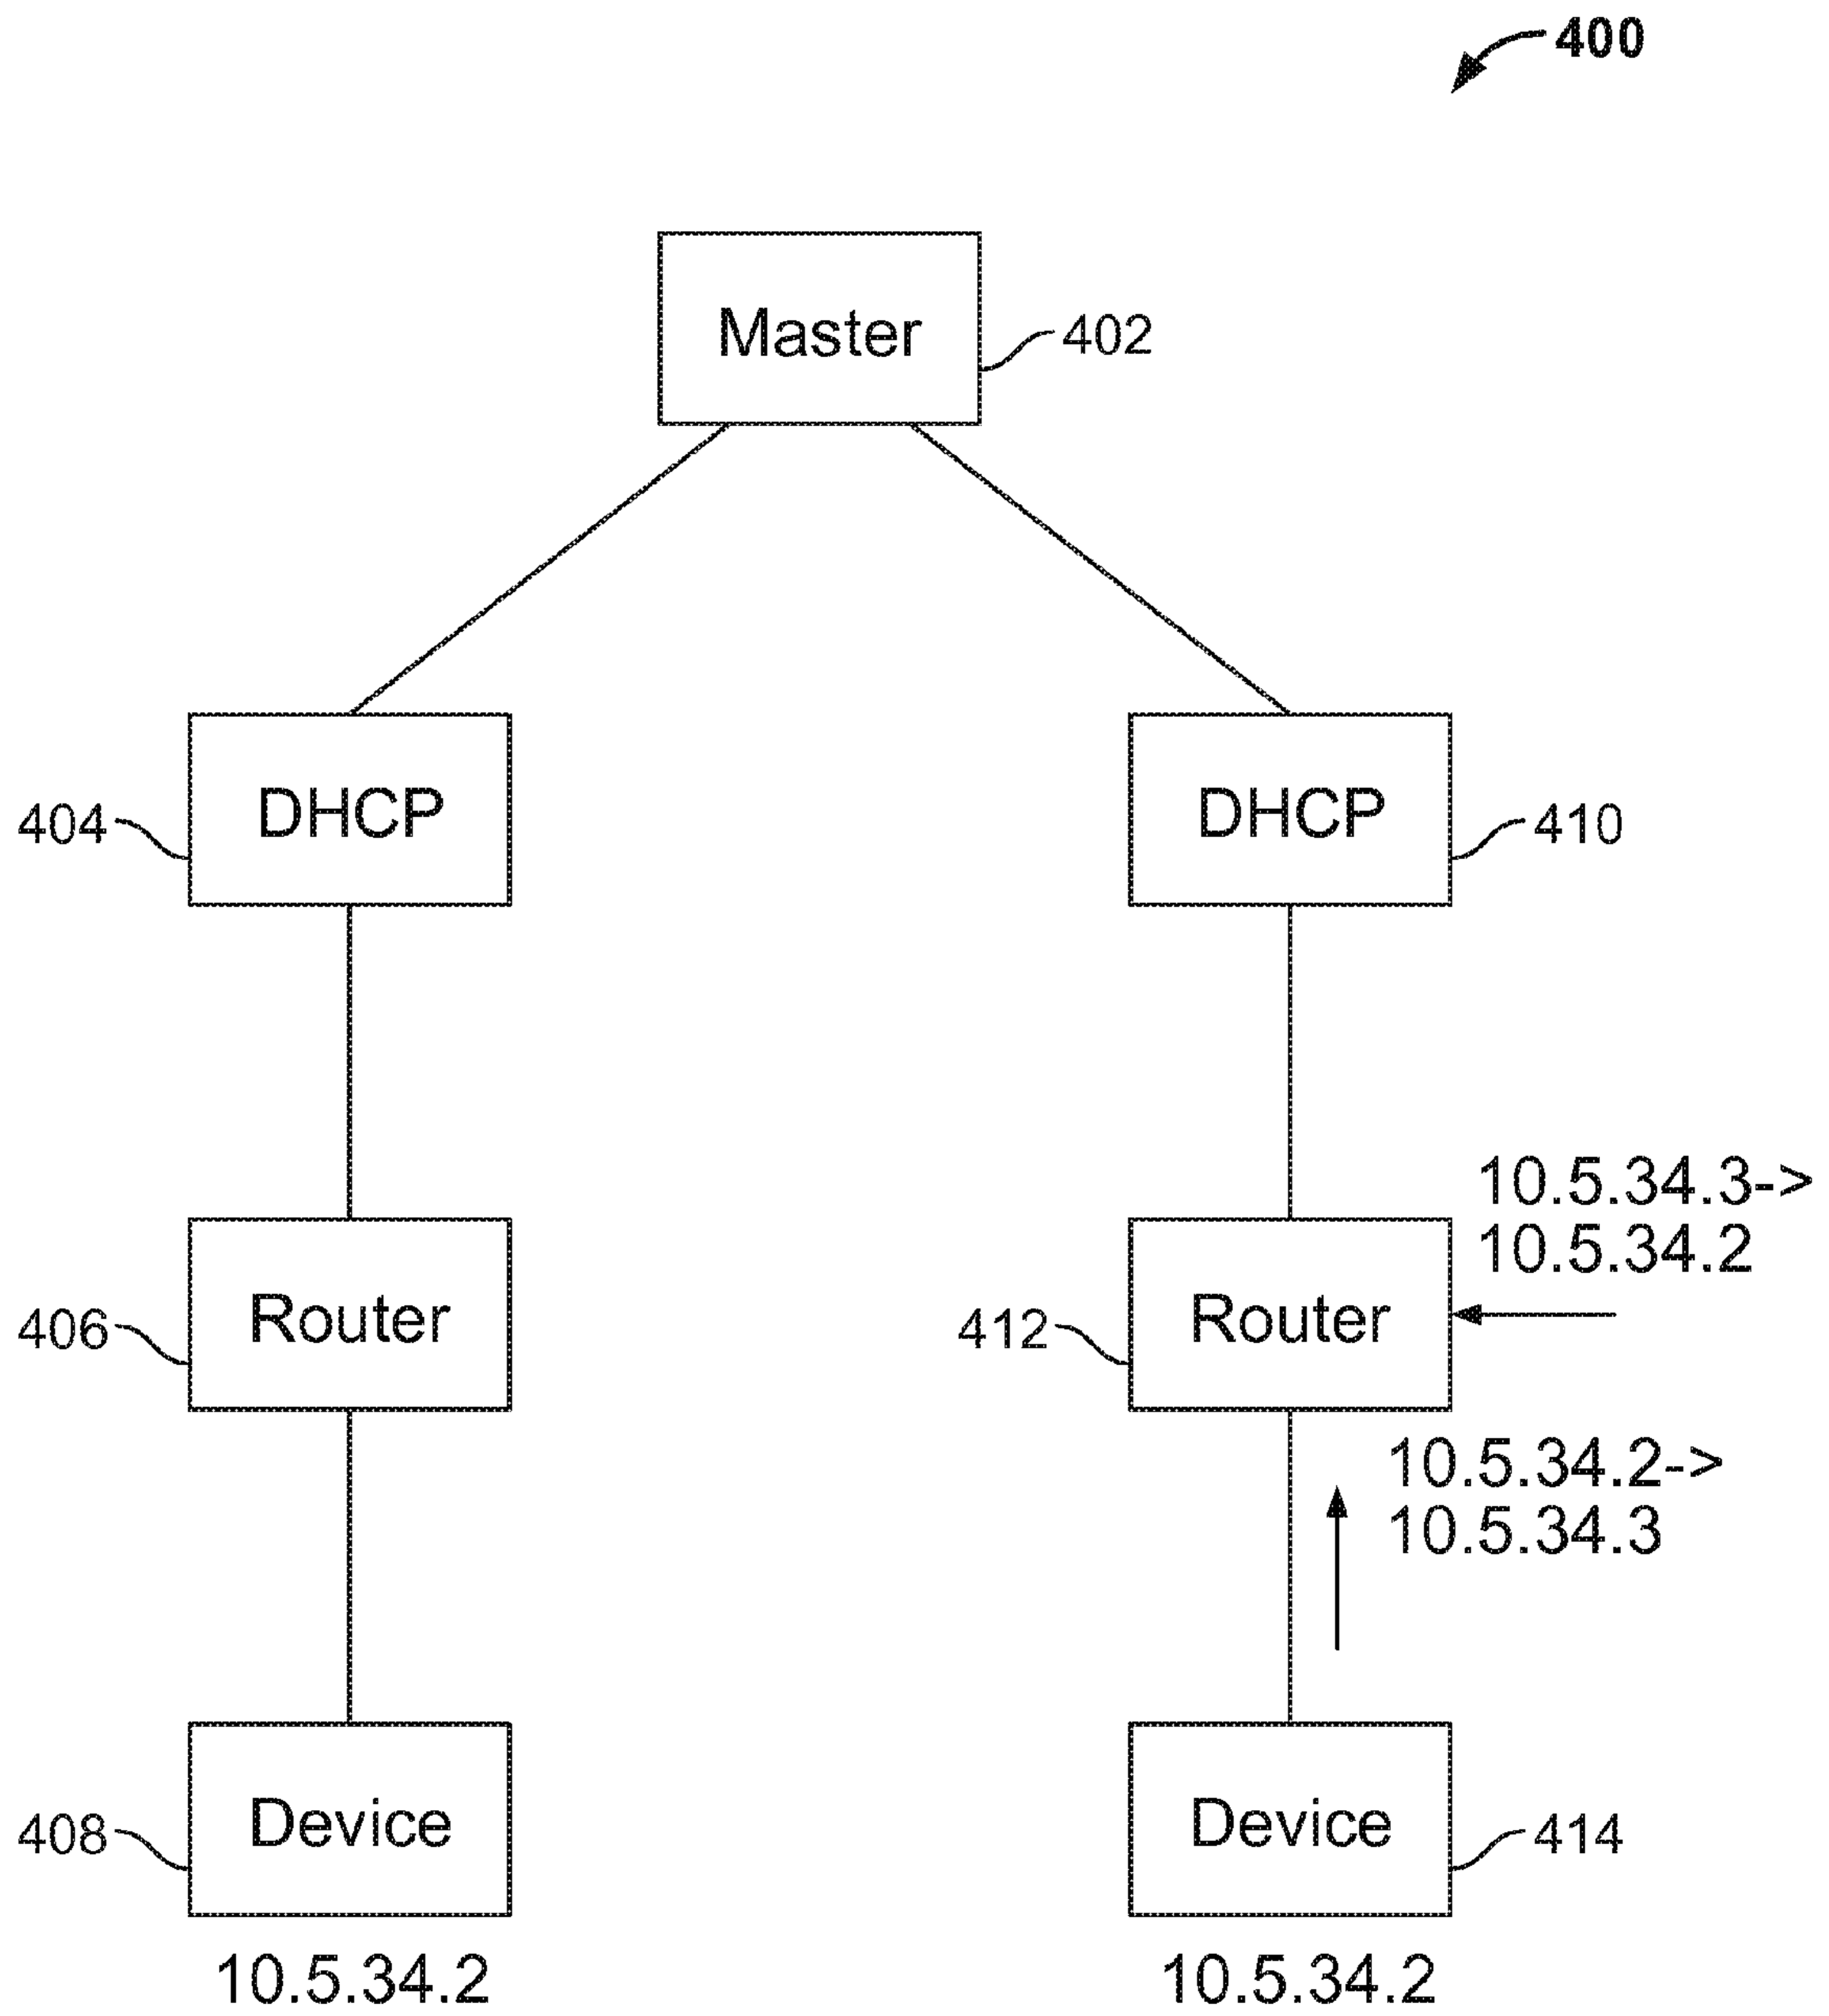 400
Master
402
DHCP
404
DHCP
410
10.5.34.3->
10.5.34.2
Router
406
Router
412
10.5.34.2->
10.5.34.3
Device
408
Device
414
10.5.34.2
10.5.34.2